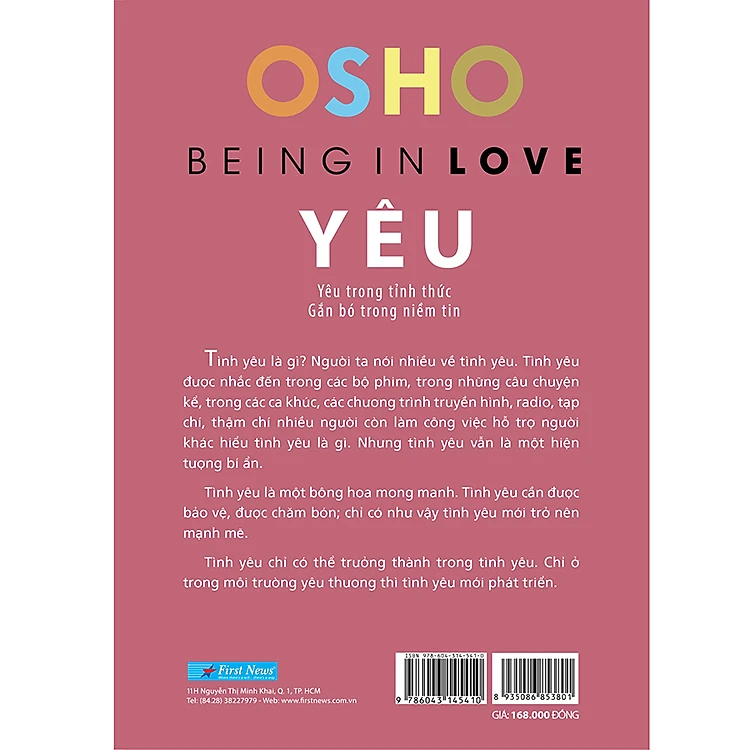 OSHO
BEING IN LOVE
YÊU
Yêu trong tỉnh thức
Gắn bó trong niềm tin
Tình yêu là gì? Người ta nói nhiều về tình yêu. Tình yêu
được nhắc đến trong các bộ phim, trong những câu chuyện
kể, trong các ca khúc, các chương trình truyền hình, radio, tạp
chí, thậm chí nhiều người còn làm công việc hỗ trợ người
khác hiểu tình yêu là gì. Nhưng tình yêu vẫn là một hiện
tượng bí ẩn.
Tình yêu là một bông hoa mong manh. Tình yêu cần được
bảo vệ, được chăm bón; chỉ có như vậy tình yêu mới trở nên
mạnh mẽ.
Tình yêu chỉ có thể trưởng thành trong tình yêu. Chỉ ở
trong môi trường yêu thương thì tình yêu mới phát triển.
First News
11H Nguyễn Thị Minh Khai, Q. 1, TP. HCM
Tel: (84.28) 38227979 - Web: www.firstnews.com.vn
ISBN 978-604-314-541-0
9 786043 145410
8 935086 853801
GIÁ: 168.000 ĐỒNG